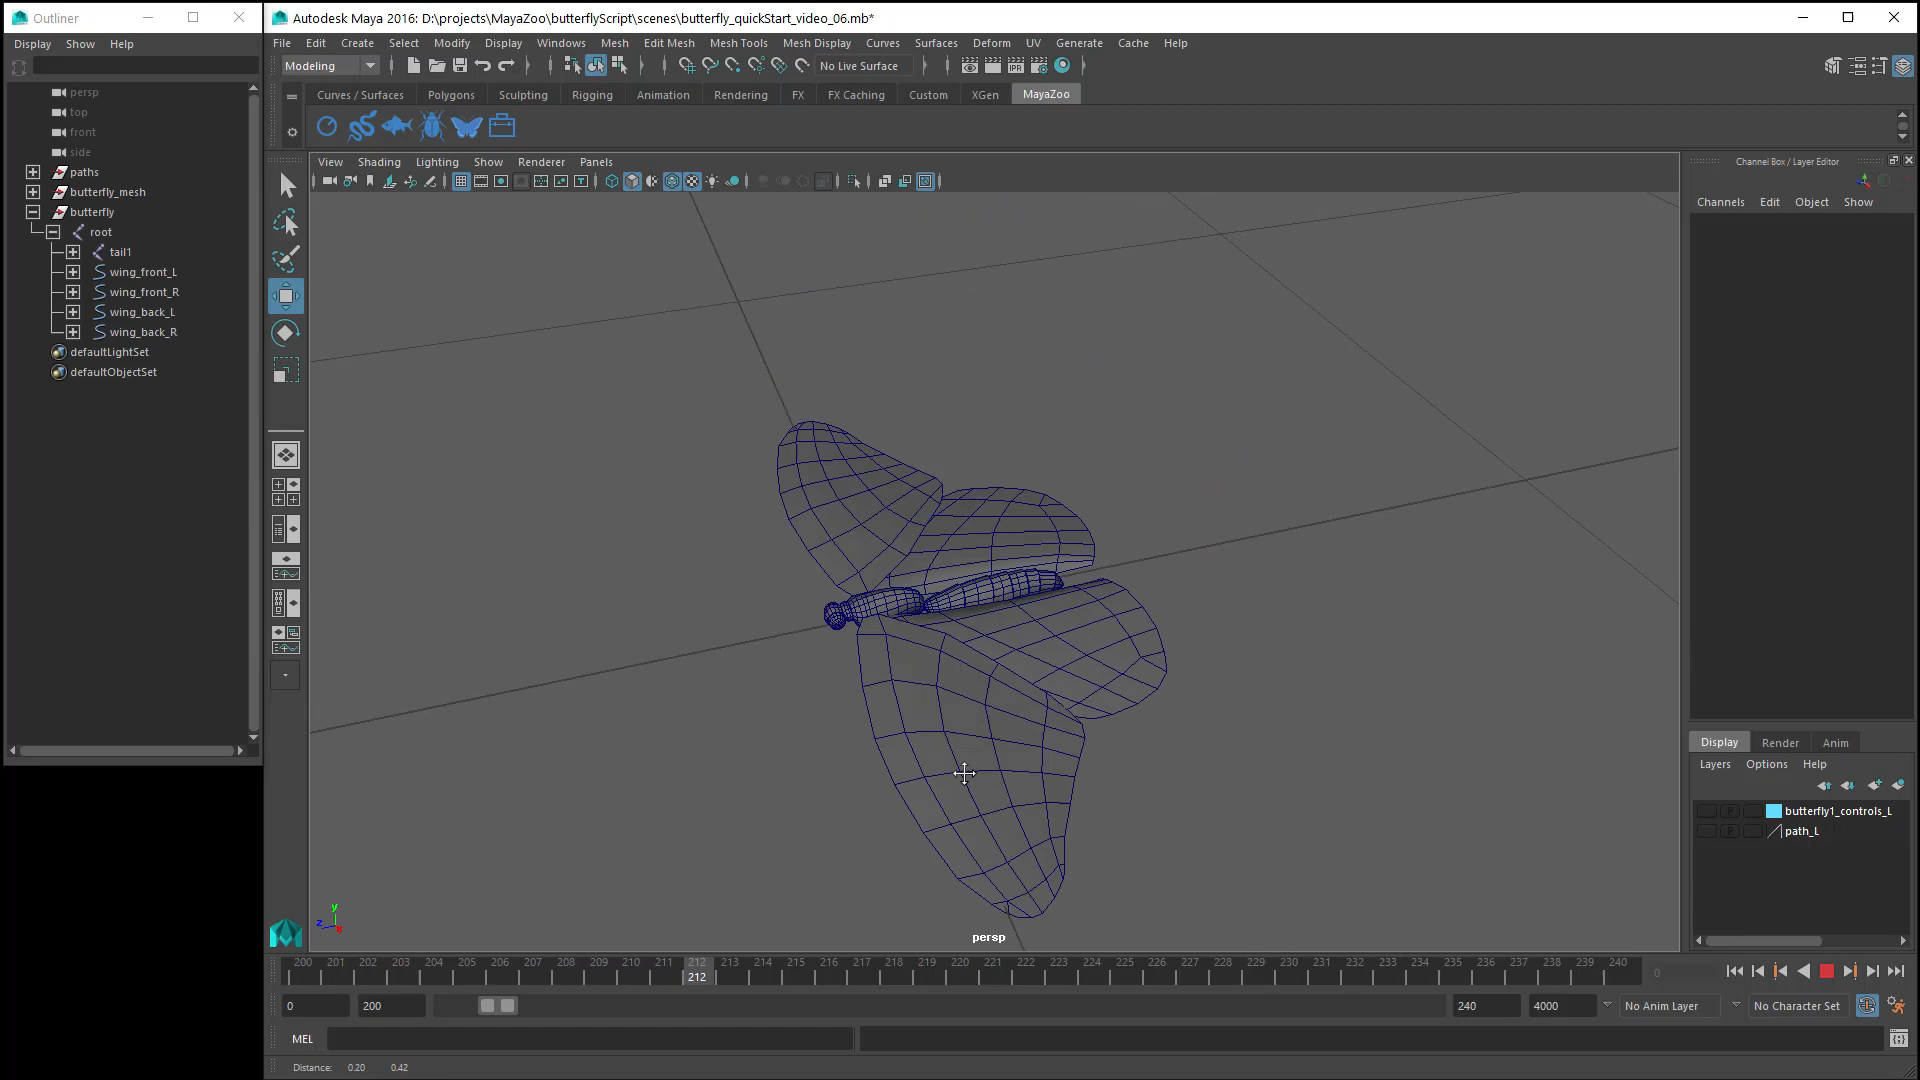 Outliner
Display Show Help
persp
top
front
side
paths
butterfly_mesh
butterfly
root
tail1
wing_front_L
wing_front_R
wing_back_L
wing_back_R
defaultLightSet
defaultObjectSet
Autodesk Maya 2016: D:\projects\MayaZoo\butterflyScript\scenes\butterfly_quickStart_video_06.mb*
File Edit Create Select Modify Display Windows Mesh Edit Mesh Mesh Tools Mesh Display Curves Surfaces Deform UV Generate Cache Help
Modeling No Live Surface
Curves / Surfaces Polygons Sculpting Rigging Animation Rendering FX FX Caching Custom XGen MayaZoo
View Shading Lighting Show Renderer Panels
persp
y
z
x
Channel Box / Layer Editor
Channels Edit Object Show
Display Render Anim
Layers Options Help
P butterfly1_controls_L
P path_L
200 201 202 203 204 205 206 207 208 209 210 211 212 213 214 215 216 217 218 219 220 221 222 223 224 225 226 227 228 229 230 231 232 233 234 235 236 237 238 239 240
212
0
0 200 240 4000 No Anim Layer No Character Set
MEL
Distance: 0.20 0.42